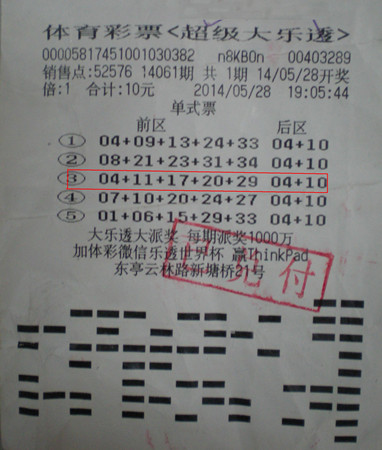 体育彩票<超级大乐透>
00005817451001030382 n8KBOn 00403289
销售点:52576 14061期 共 1期 14/05/28开奖
倍:1 合计:10元 2014/05/28 19:05:44
单式票
前区 后区
① 04+09+13+24+33 04+10
② 08+21+23+31+34 04+10
③ 04+11+17+20+29 04+10
④ 07+10+20+24+27 04+10
⑤ 01+06+15+29+33 04+10
大乐透大派奖 每期派奖1000万
加体彩微信乐透世界杯 赢ThinkPad
东亭云林路新塘桥21号
已兑付